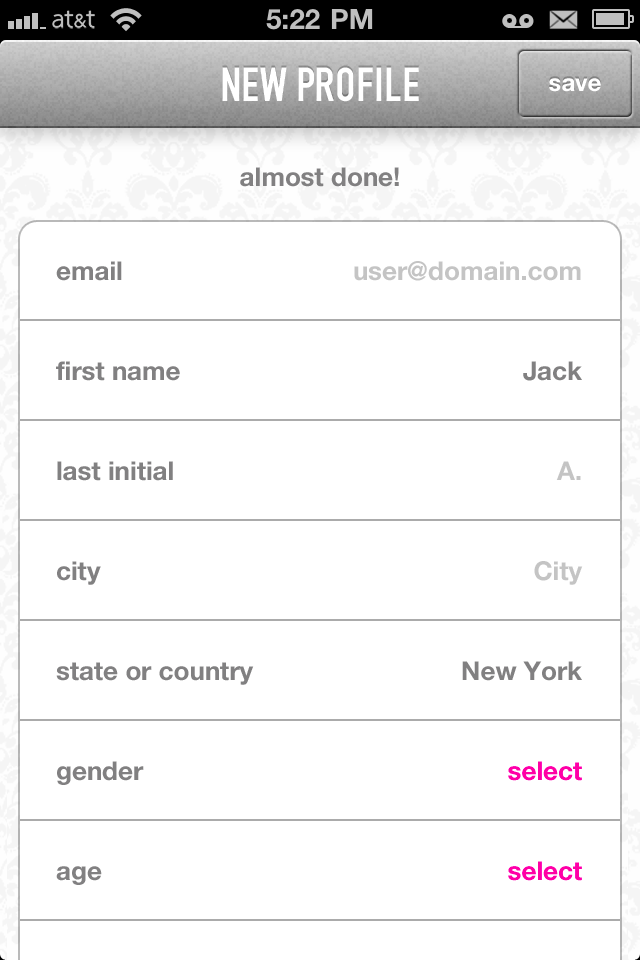 at&t 5:22 PM
NEW PROFILE save
almost done!
email user@domain.com
first name Jack
last initial A.
city City
state or country New York
gender select
age select